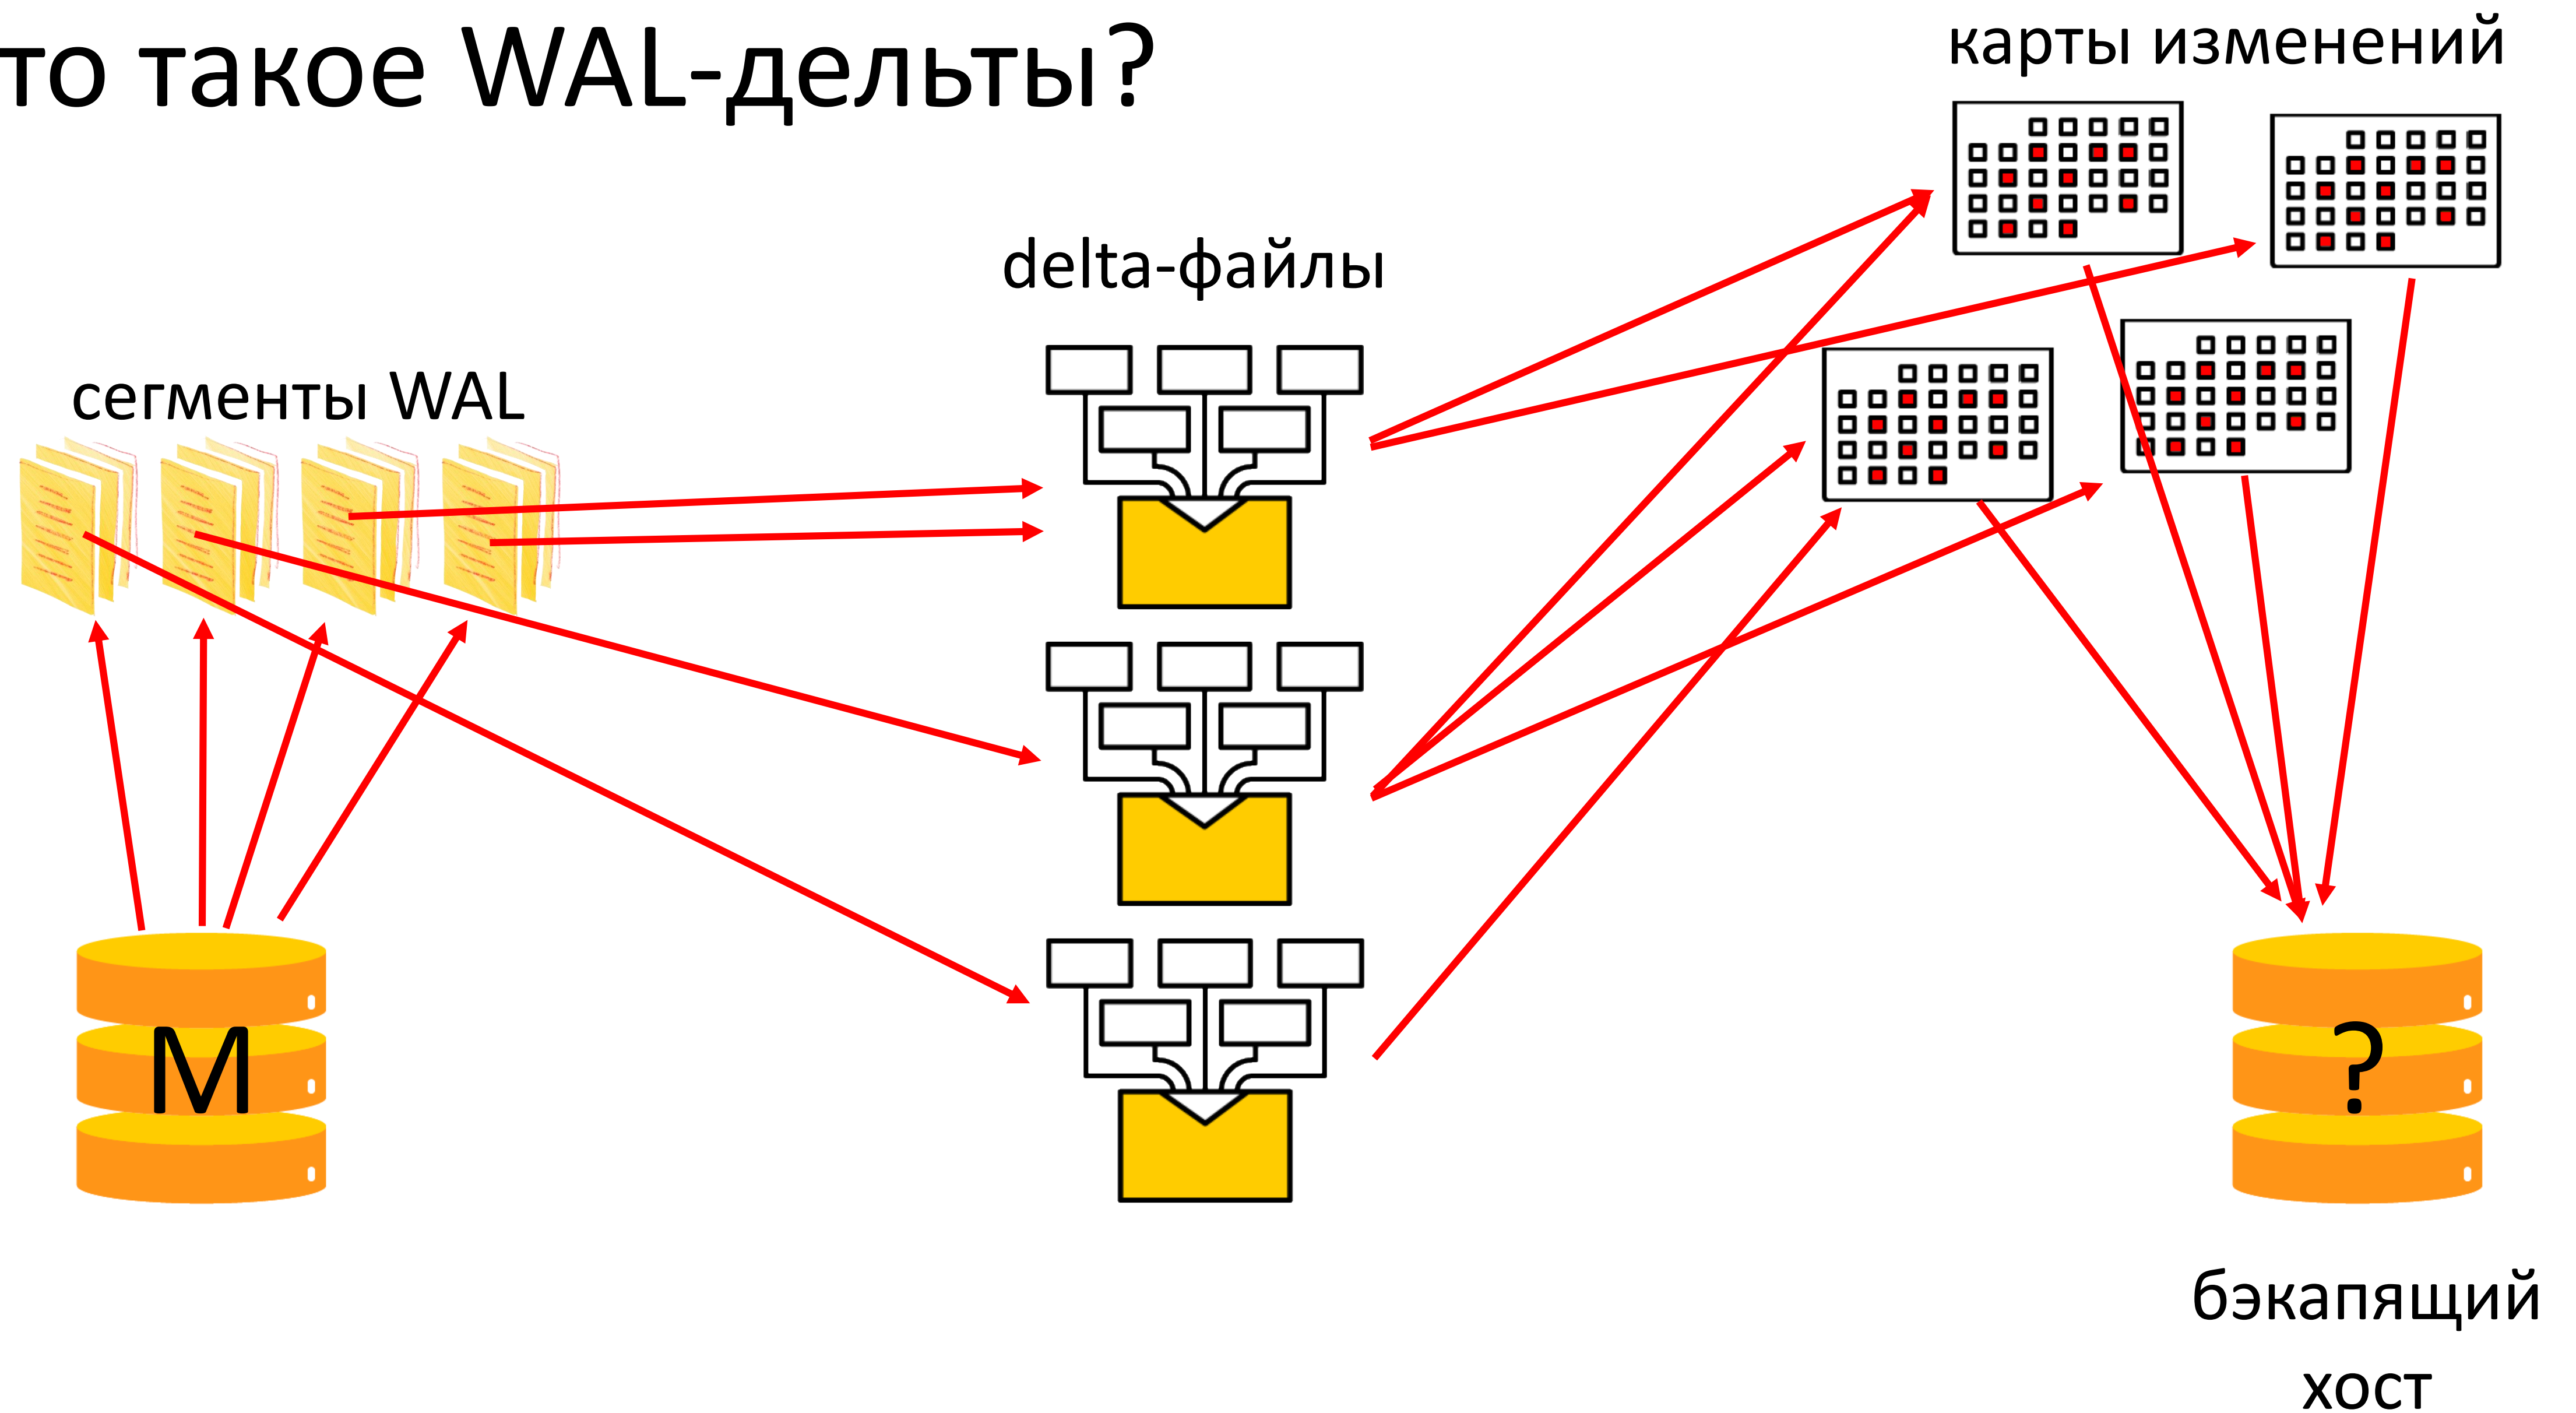 то такое WAL-дельты?
карты изменений
delta-файлы
сегменты WAL
M
?
бэкапящий
хост